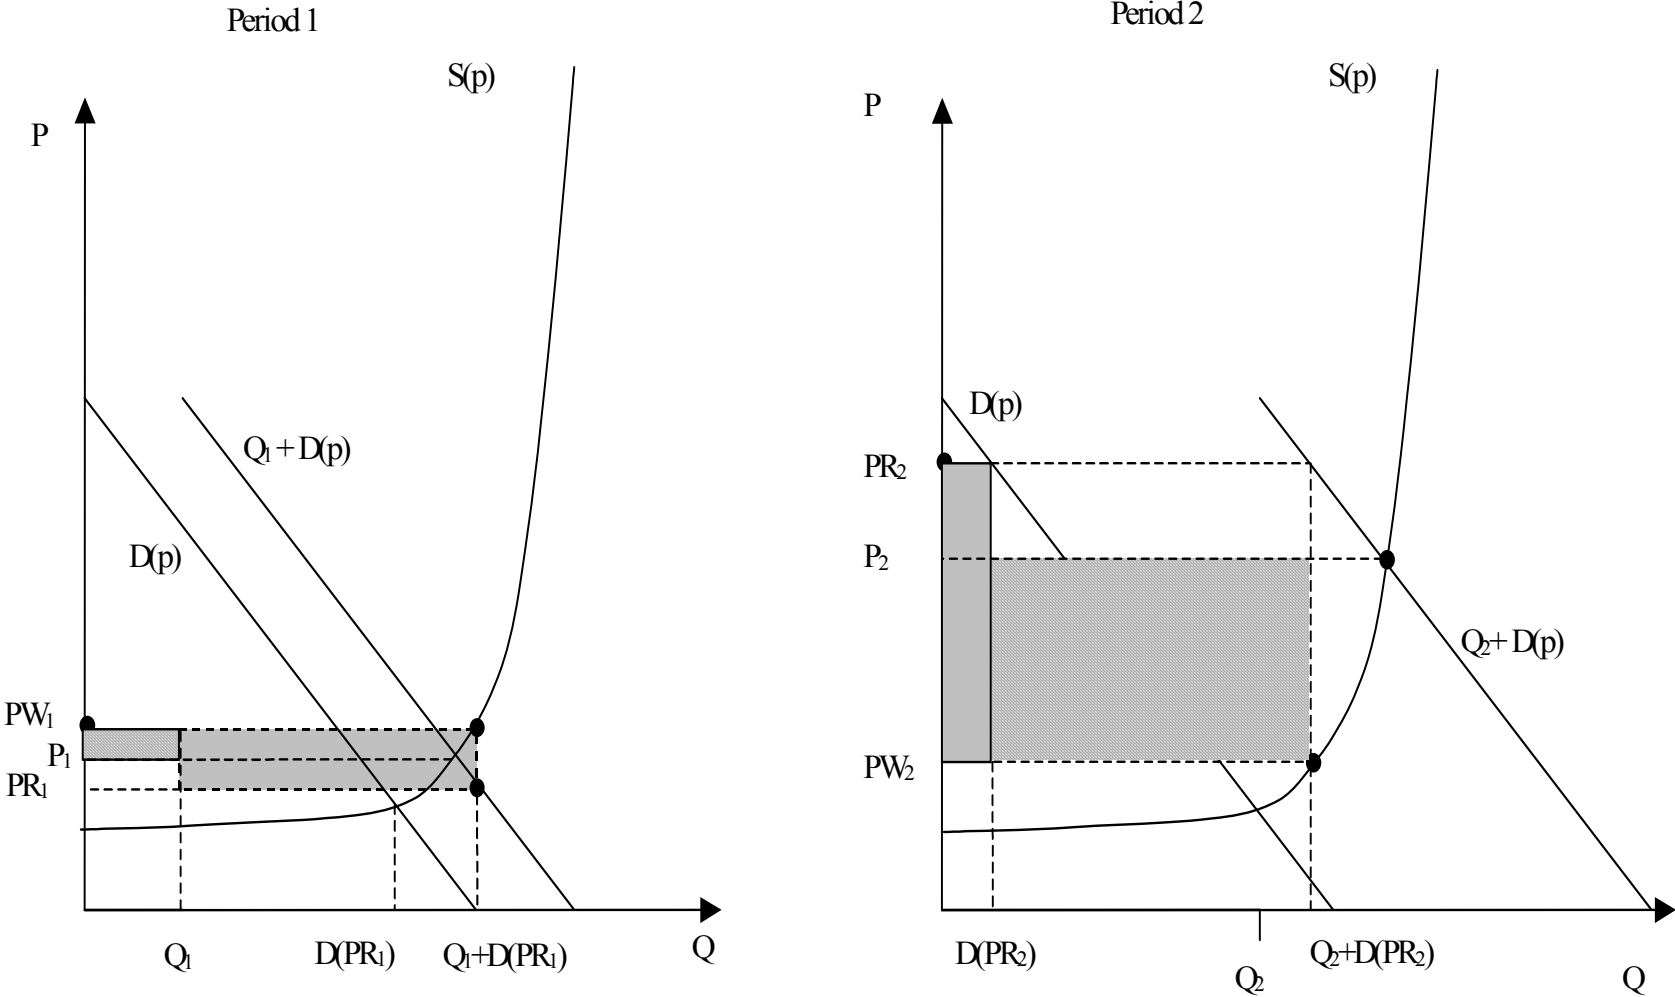 Period 1
S(p)
P
Q₁ + D(p)
D(p)
PW₁
P₁
PR₁
Q₁
D(PR₁)
Q₁+D(PR₁)
Q
Period 2
S(p)
P
D(p)
PR₂
P₂
Q₂+ D(p)
PW₂
D(PR₂)
Q₂+D(PR₂)
Q₂
Q